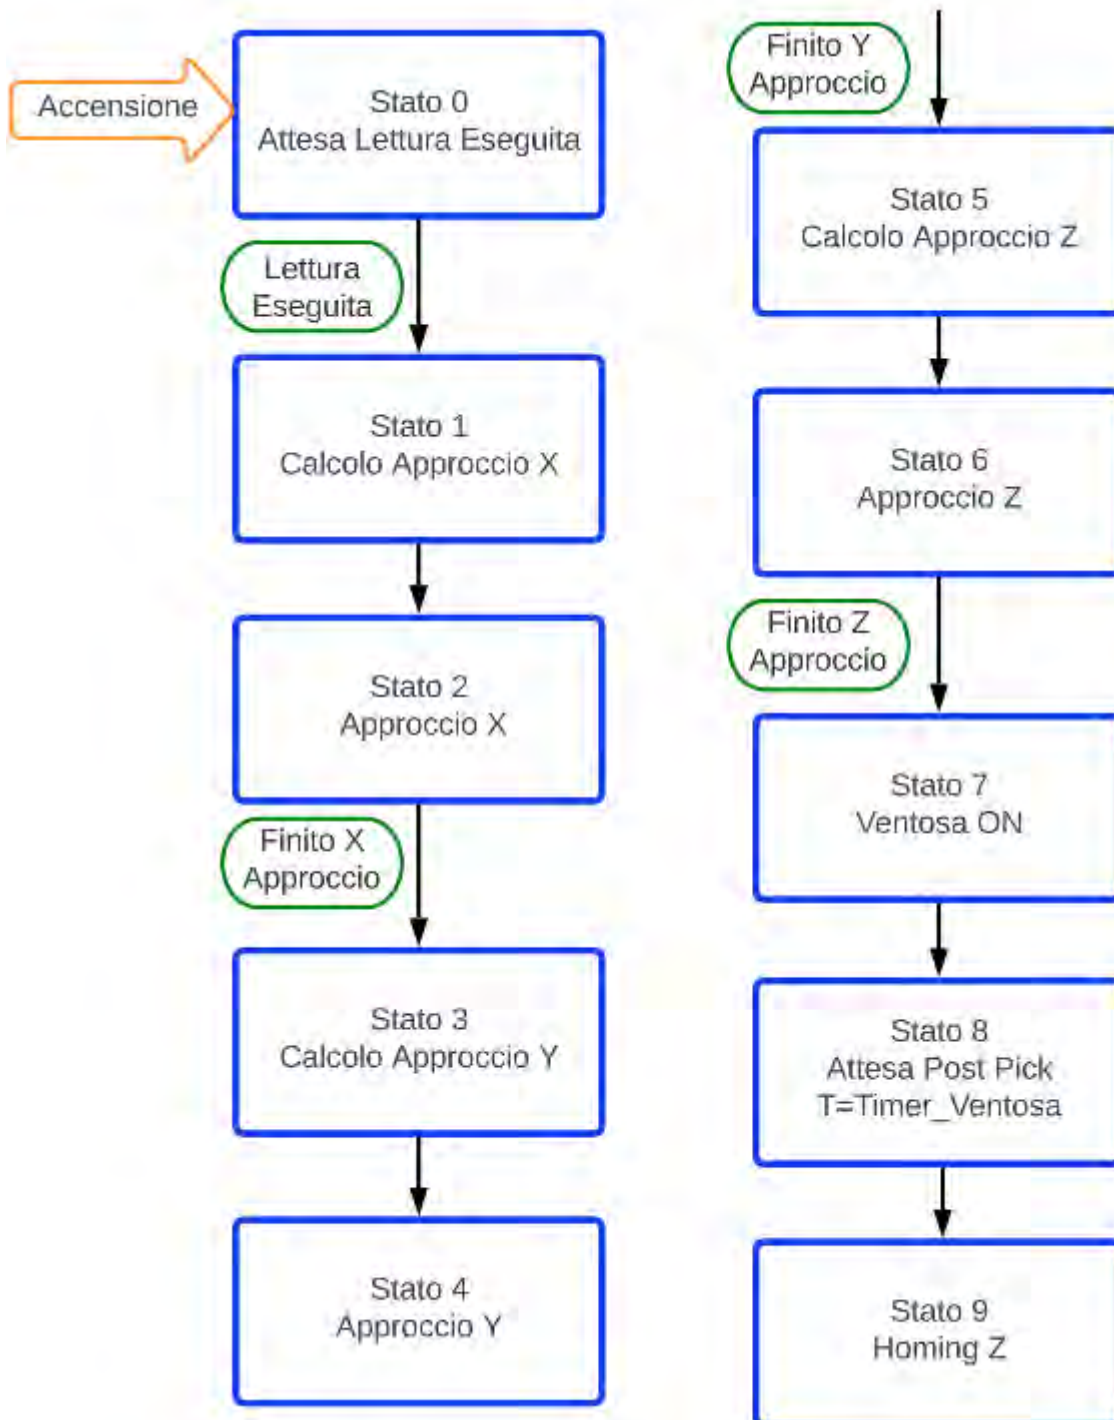 Accensione
Stato 0
Attesa Lettura Eseguita
Lettura
Eseguita
Stato 1
Calcolo Approccio X
Stato 2
Approccio X
Finito X
Approccio
Stato 3
Calcolo Approccio Y
Stato 4
Approccio Y
Finito Y
Approccio
Stato 5
Calcolo Approccio Z
Stato 6
Approccio Z
Finito Z
Approccio
Stato 7
Ventosa ON
Stato 8
Attesa Post Pick
T=Timer_Ventosa
Stato 9
Homing Z